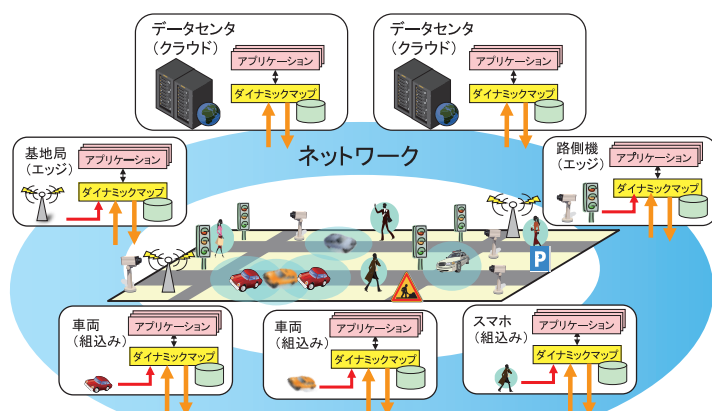 データセンタ
(クラウド)
アプリケーション
ダイナミックマップ
データセンタ
(クラウド)
アプリケーション
ダイナミックマップ
基地局
(エッジ)
アプリケーション
ダイナミックマップ
ネットワーク
路側機
(エッジ)
アプリケーション
ダイナミックマップ
P
車両
(組込み)
アプリケーション
ダイナミックマップ
車両
(組込み)
アプリケーション
ダイナミックマップ
スマホ
(組込み)
アプリケーション
ダイナミックマップ